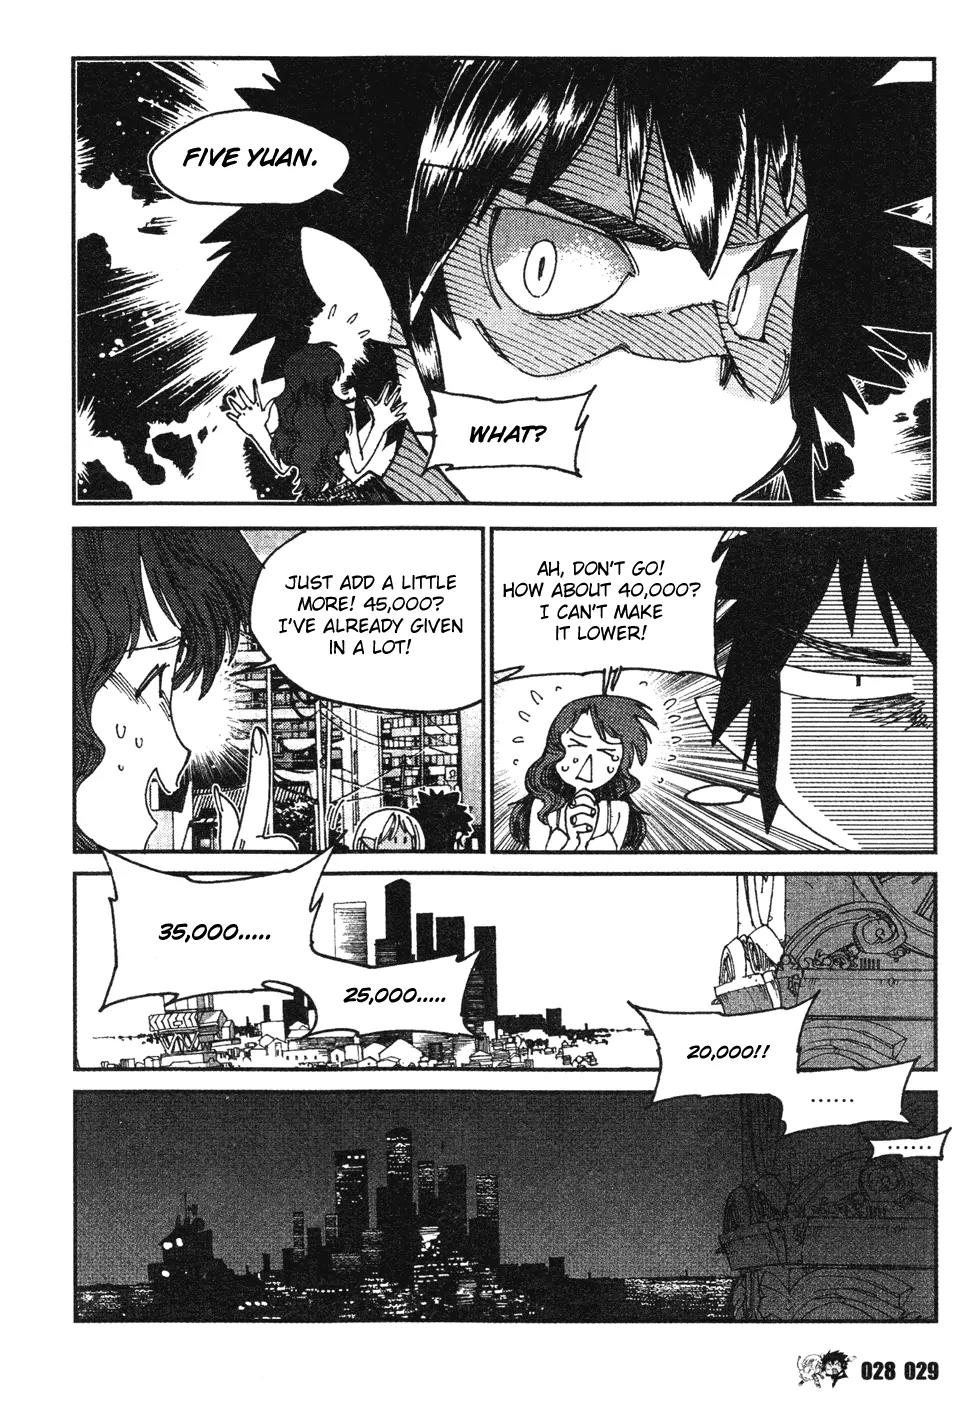 FIVE YUAN.
WHAT?
JUST ADD A LITTLE
MORE! 45,000?
I'VE ALREADY GIVEN
IN A LOT!
AH, DON'T GO!
HOW ABOUT 40,000?
I CAN'T MAKE
IT LOWER!
35,000.....
25,000.....
20,000!!
......
......
028 029